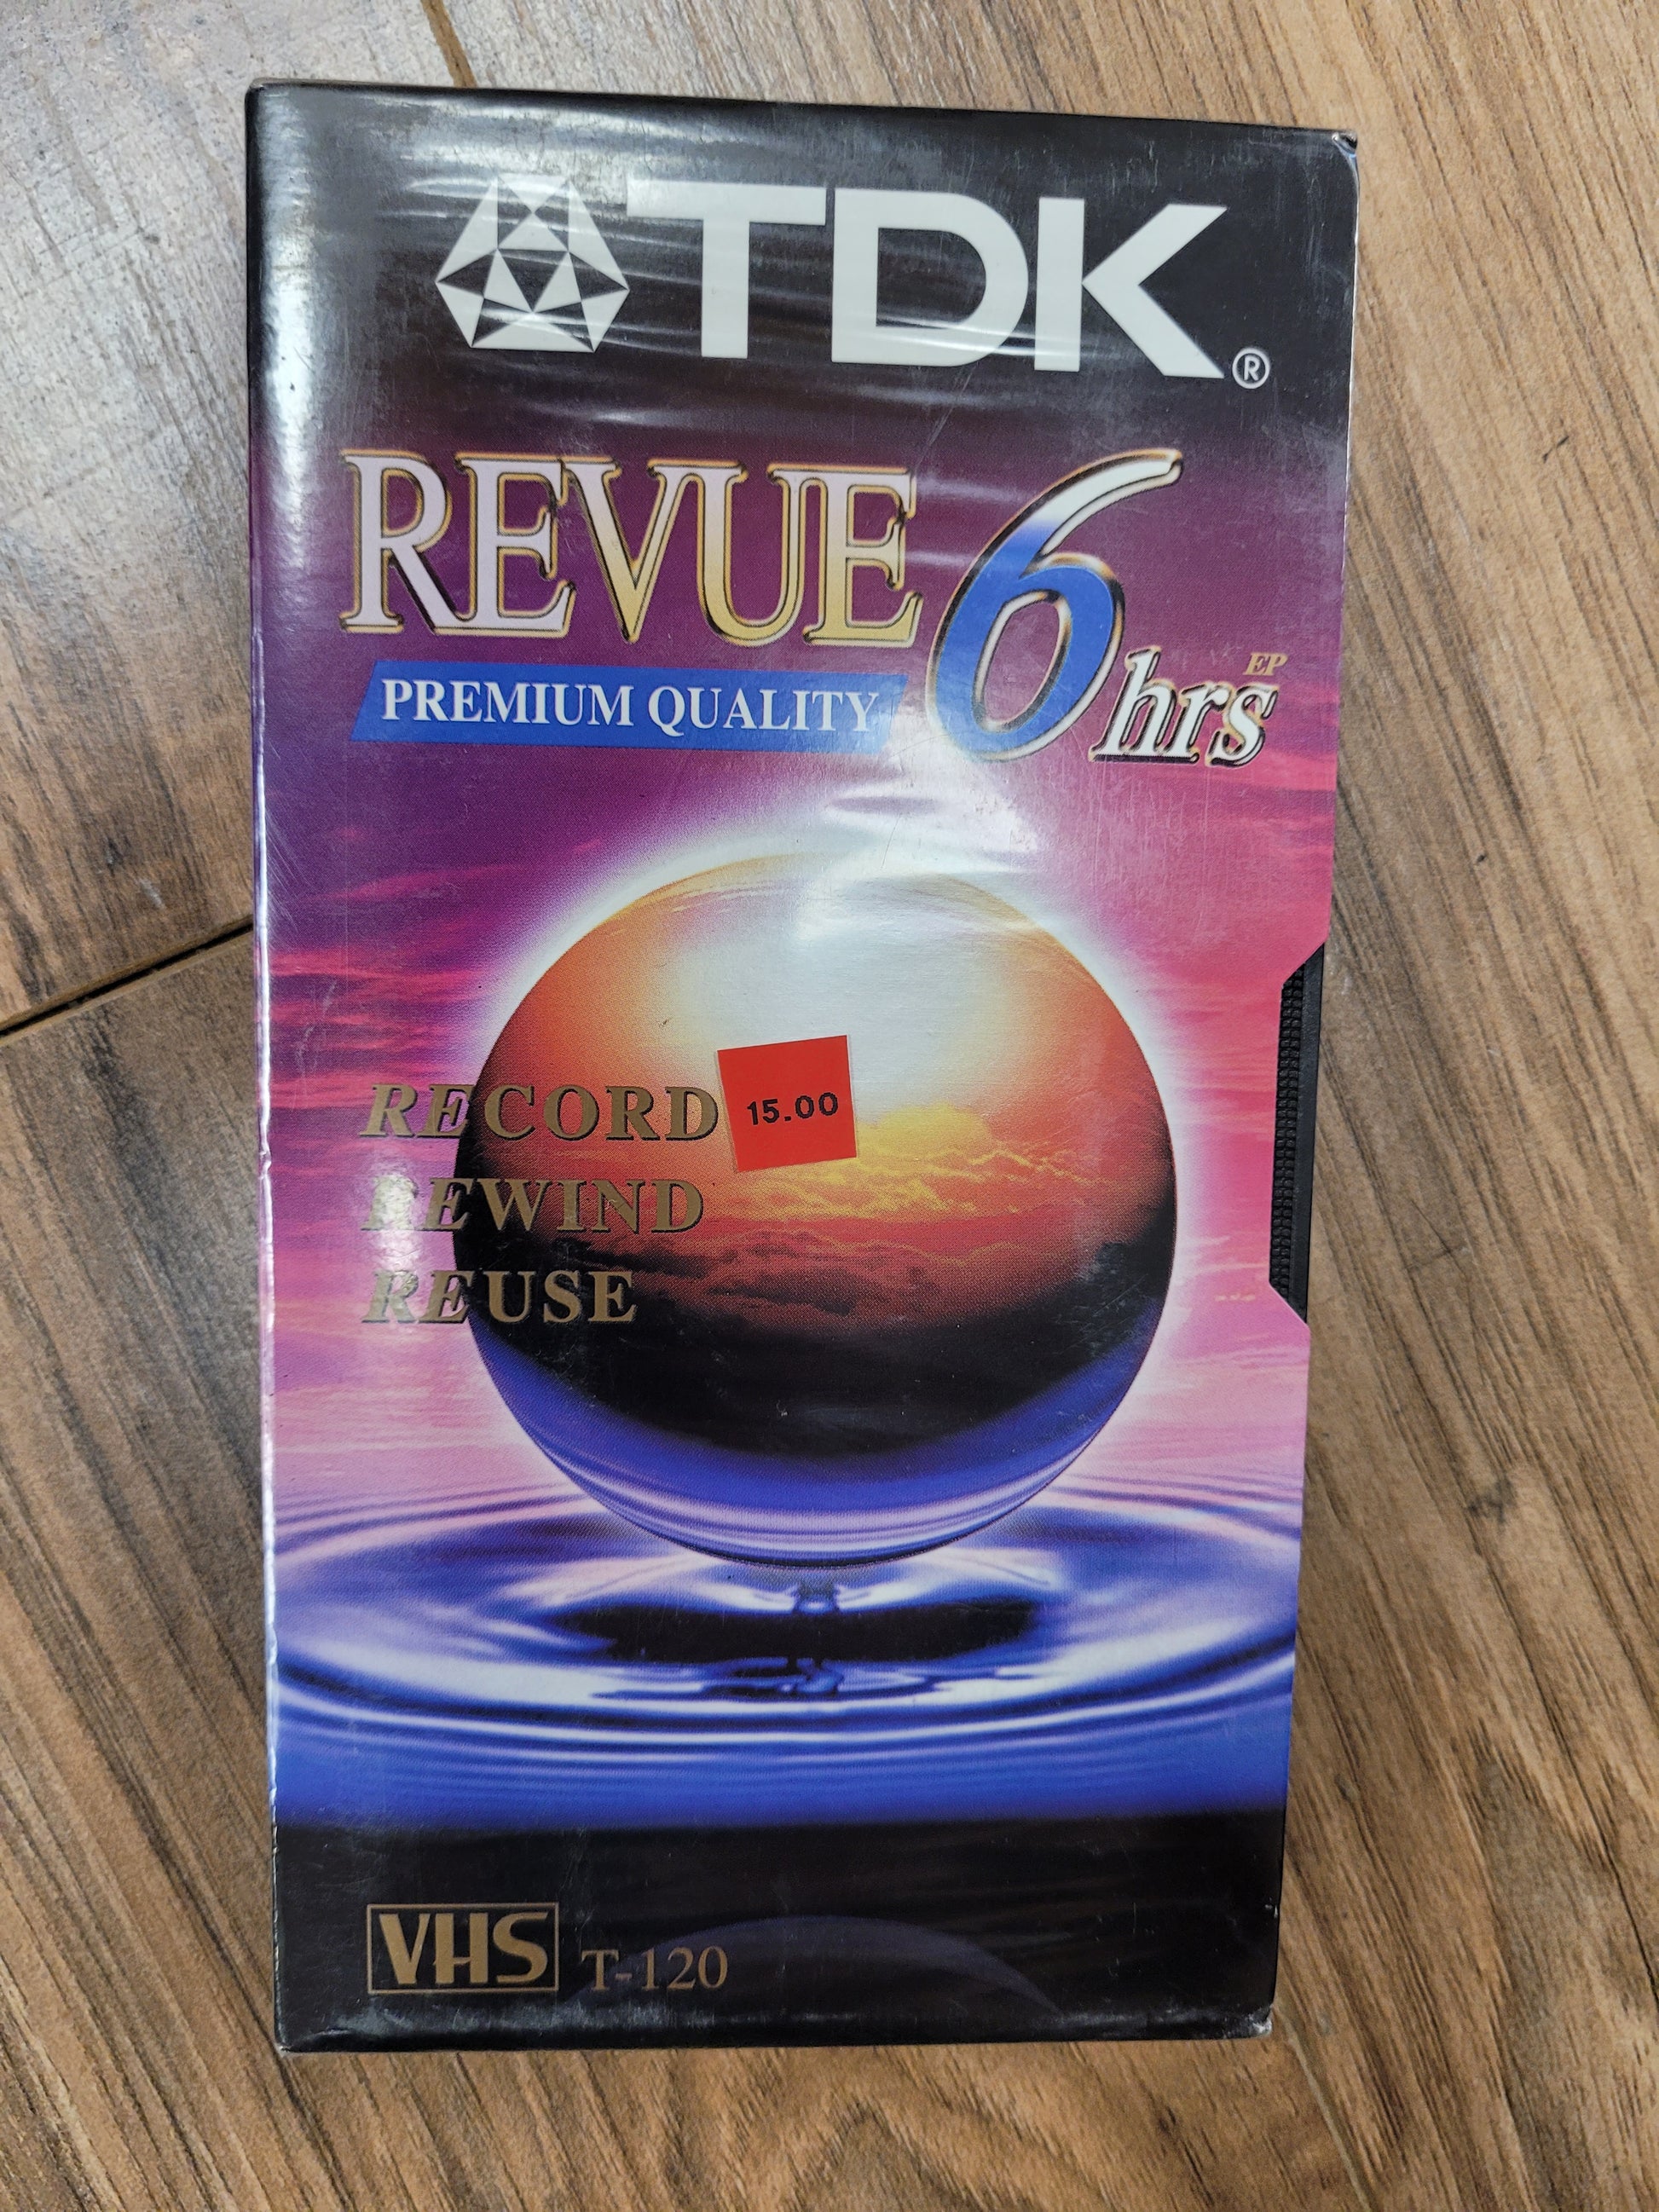 TDK®
REVUE 6 hrs EP
PREMIUM QUALITY
RECORD
15.00
REWIND
REUSE
VHS T-120